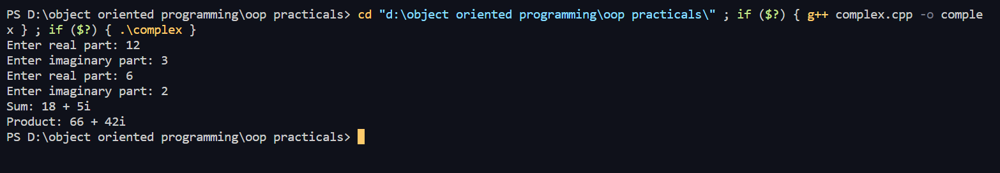 PS D:\object oriented programming\oop practicals> cd "d:\object oriented programming\oop practicals\" ; if ($?) { g++ complex.cpp -o comple
x } ; if ($?) { .\complex }
Enter real part: 12
Enter imaginary part: 3
Enter real part: 6
Enter imaginary part: 2
Sum: 18 + 5i
Product: 66 + 42i
PS D:\object oriented programming\oop practicals>